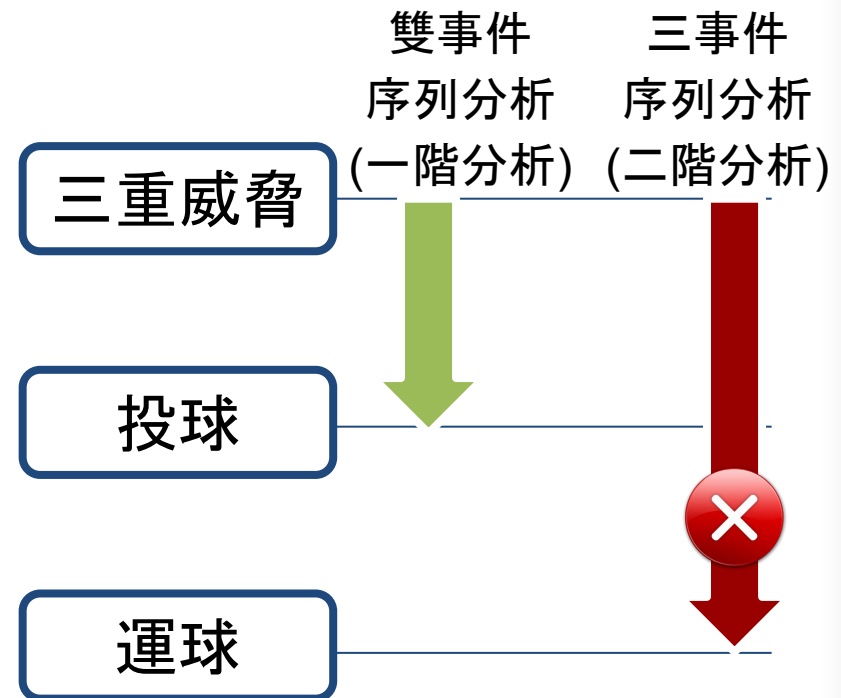 雙事件
序列分析
(一階分析)
三事件
序列分析
(二階分析)
三重威脅
投球
運球